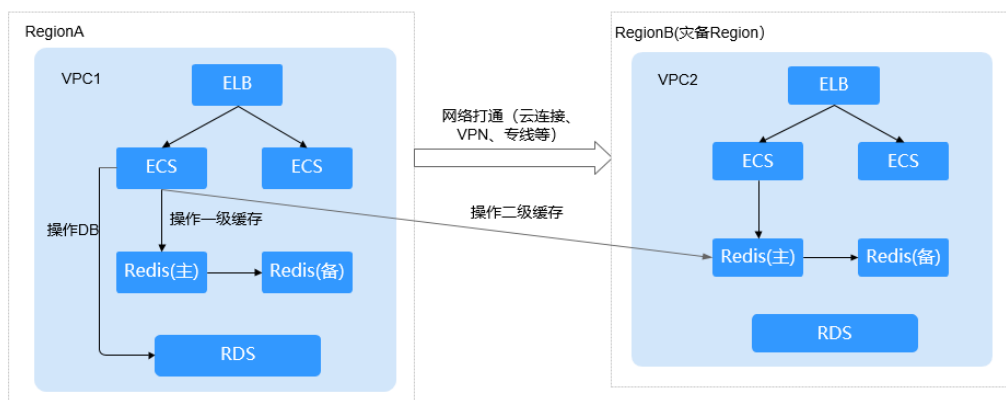 RegionA
VPC1
ELB
ECS
ECS
操作DB
操作一级缓存
Redis(主)
Redis(备)
RDS
网络打通（云连接、
VPN、专线等）
操作二级缓存
RegionB(灾备Region）
VPC2
ELB
ECS
ECS
Redis(主)
Redis(备)
RDS